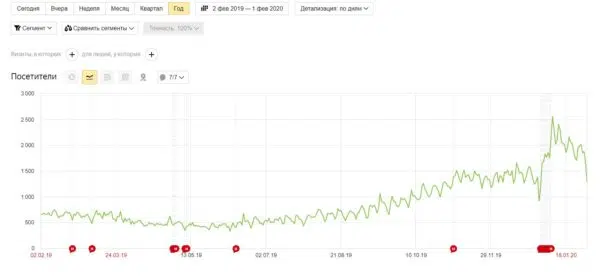 Сегодня Вчера Неделя Месяц Квартал Год 2 фев 2019 — 1 фев 2020 Детализация: по дням
Сегмент Сравнить сегменты Точность: 100%
Визиты, в которых + для людей, у которых +
Посетители 7/7
3 000
2 500
2 000
1 500
1 000
500
0
02.02.19 24.03.19 13.05.19 02.07.19 21.08.19 10.10.19 29.11.19 18.01.20